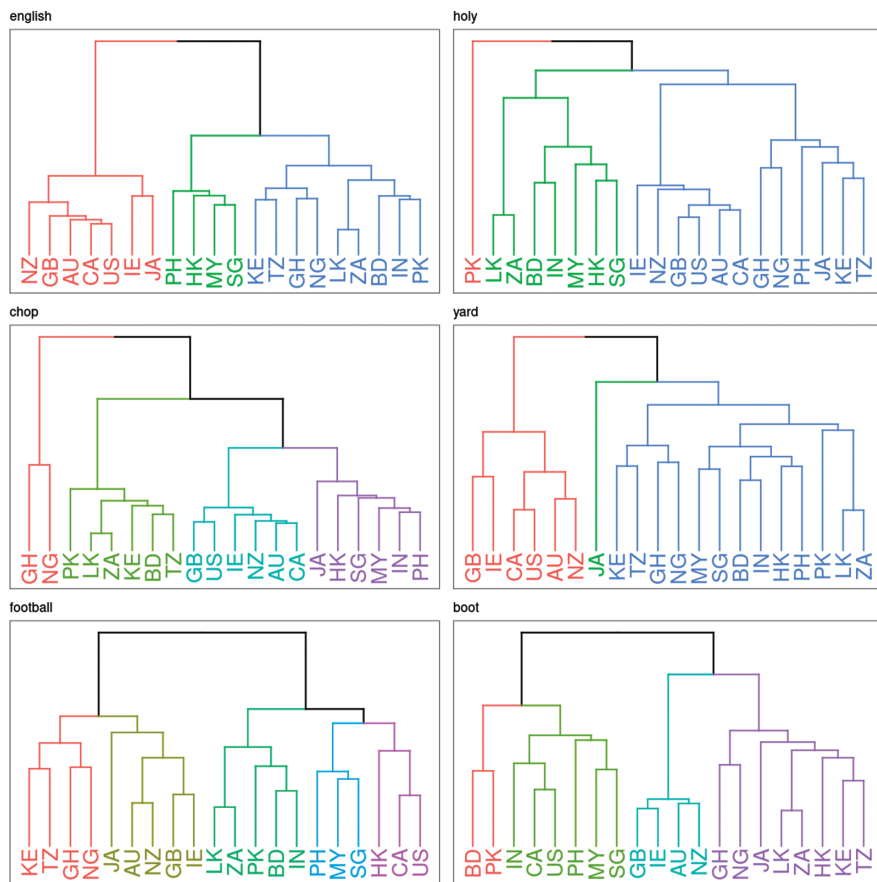 english
NZ GB AU CA US IE JA PH HK MY SG KE TZ GH NG LK ZA BD IN PK
holy
PK LK ZA BD IN MY HK SG IE NZ GB US AU CA GH NG PH JA KE TZ
chop
GH NG PK LK ZA KE BD TZ GB US IE NZ AU CA JA HK SG MY IN PH
yard
GB IE CA US AU NZ JA KE TZ GH NG MY SG BD IN HK PH PK LK ZA
football
KE TZ GH NG JA AU NZ GB IE LK ZA PK BD IN PH MY SG HK CA US
boot
BD PK IN CA US PH MY SG GB IE AU NZ GH NG JA LK ZA HK KE TZ